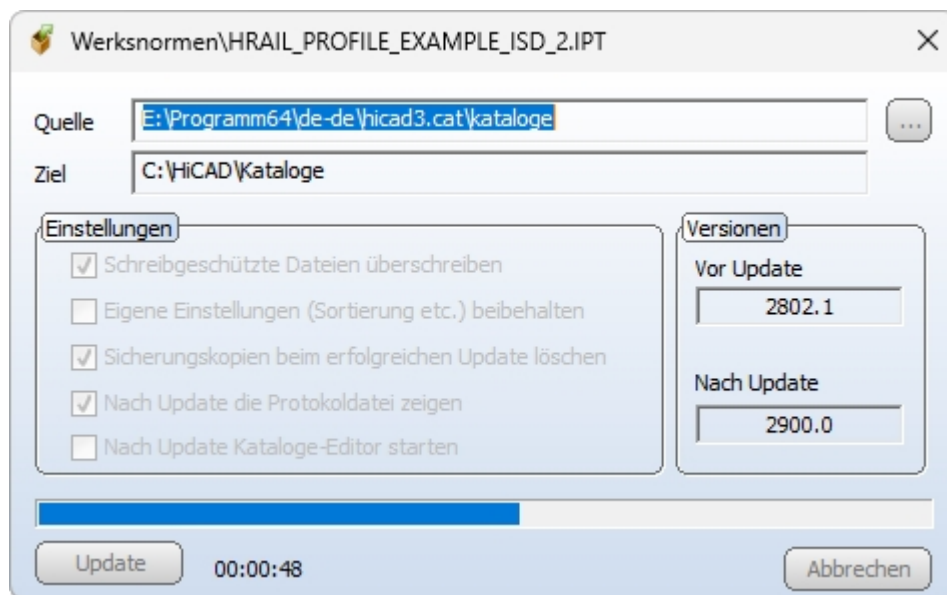 Werksnormen\HRAIL_PROFILE_EXAMPLE_ISD_2.IPT
Quelle E:\Programm64\de-de\hicad3.cat\kataloge ...
Ziel C:\HiCAD\Kataloge
Einstellungen
Schreibgeschützte Dateien überschreiben
Eigene Einstellungen (Sortierung etc.) beibehalten
Sicherungskopien beim erfolgreichen Update löschen
Nach Update die Protokoldatei zeigen
Nach Update Kataloge-Editor starten
Versionen
Vor Update
2802.1
Nach Update
2900.0
Update 00:00:48 Abbrechen